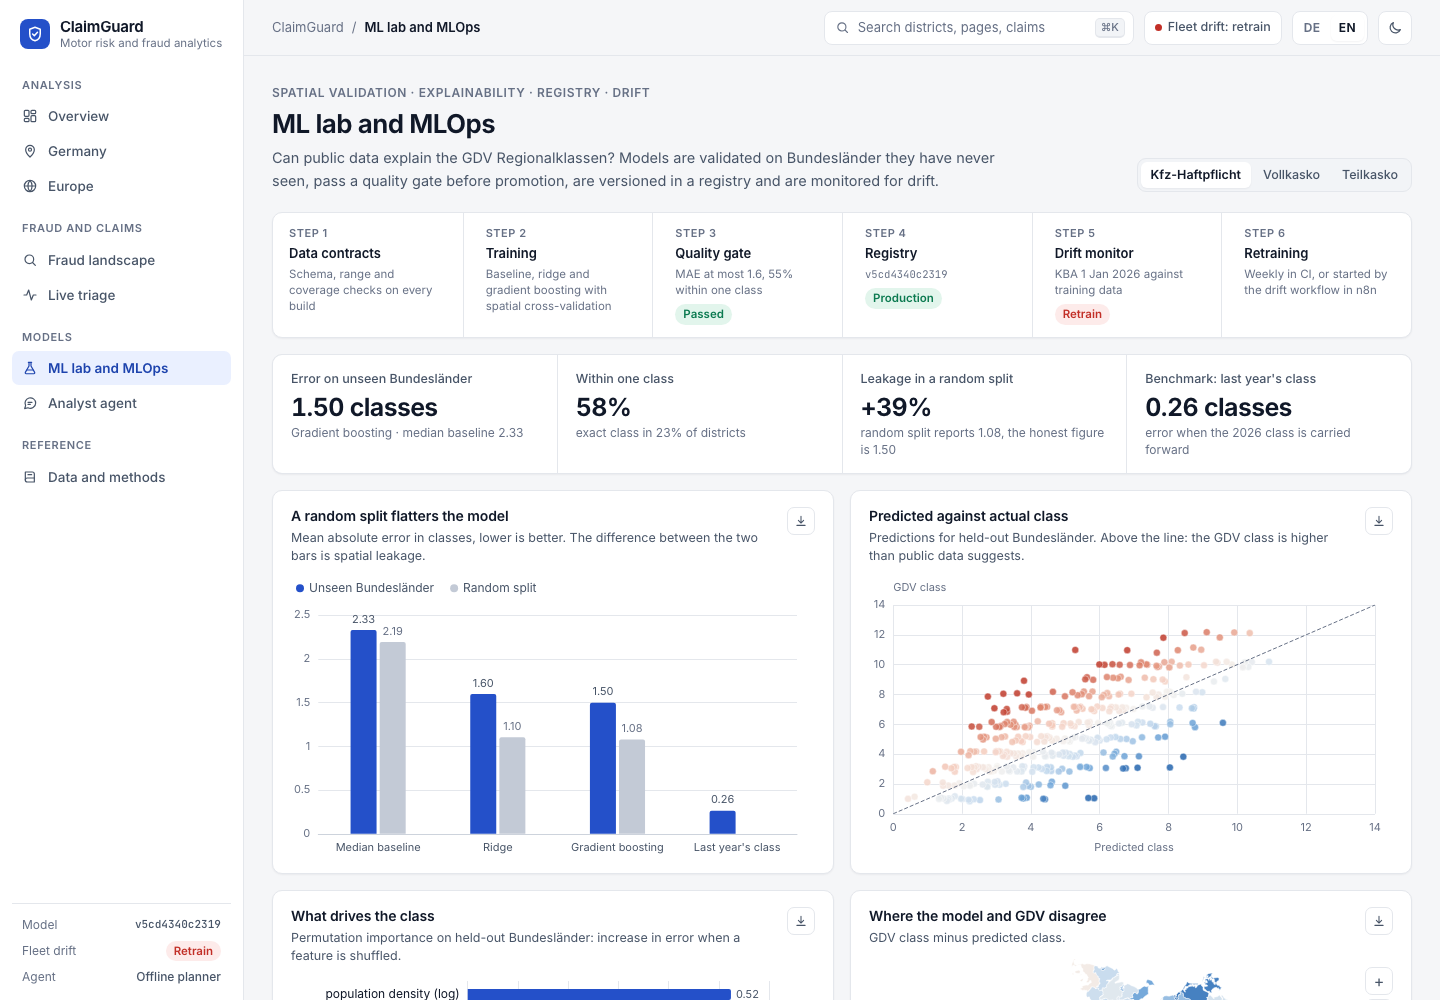 ClaimGuard
Motor risk and fraud analytics
ANALYSIS
Overview
Germany
Europe
FRAUD AND CLAIMS
Fraud landscape
Live triage
MODELS
ML lab and MLOps
Analyst agent
REFERENCE
Data and methods
Model v5cd4340c2319
Fleet drift Retrain
Agent Offline planner
ClaimGuard / ML lab and MLOps
Search districts, pages, claims ⌘K
Fleet drift: retrain
DE EN
SPATIAL VALIDATION · EXPLAINABILITY · REGISTRY · DRIFT
ML lab and MLOps
Can public data explain the GDV Regionalklassen? Models are validated on Bundesländer they have never
seen, pass a quality gate before promotion, are versioned in a registry and are monitored for drift.
Kfz-Haftpflicht Vollkasko Teilkasko
STEP 1
Data contracts
Schema, range and
coverage checks on every
build
STEP 2
Training
Baseline, ridge and
gradient boosting with
spatial cross-validation
STEP 3
Quality gate
MAE at most 1.6, 55%
within one class
Passed
STEP 4
Registry
v5cd4340c2319
Production
STEP 5
Drift monitor
KBA 1 Jan 2026 against
training data
Retrain
STEP 6
Retraining
Weekly in CI, or started by
the drift workflow in n8n
Error on unseen Bundesländer
1.50 classes
Gradient boosting · median baseline 2.33
Within one class
58%
exact class in 23% of districts
Leakage in a random split
+39%
random split reports 1.08, the honest figure
is 1.50
Benchmark: last year's class
0.26 classes
error when the 2026 class is carried
forward
A random split flatters the model
Mean absolute error in classes, lower is better. The difference between the two
bars is spatial leakage.
Unseen Bundesländer Random split
2.5
2
1.5
1
0.5
0
2.33
2.19
1.60
1.10
1.50
1.08
0.26
Median baseline Ridge Gradient boosting Last year's class
Predicted against actual class
Predictions for held-out Bundesländer. Above the line: the GDV class is higher
than public data suggests.
GDV class
14
12
10
8
6
4
2
0
0 2 4 6 8 10 12 14
Predicted class
What drives the class
Permutation importance on held-out Bundesländer: increase in error when a
feature is shuffled.
population density (log) 0.52
Where the model and GDV disagree
GDV class minus predicted class.
+